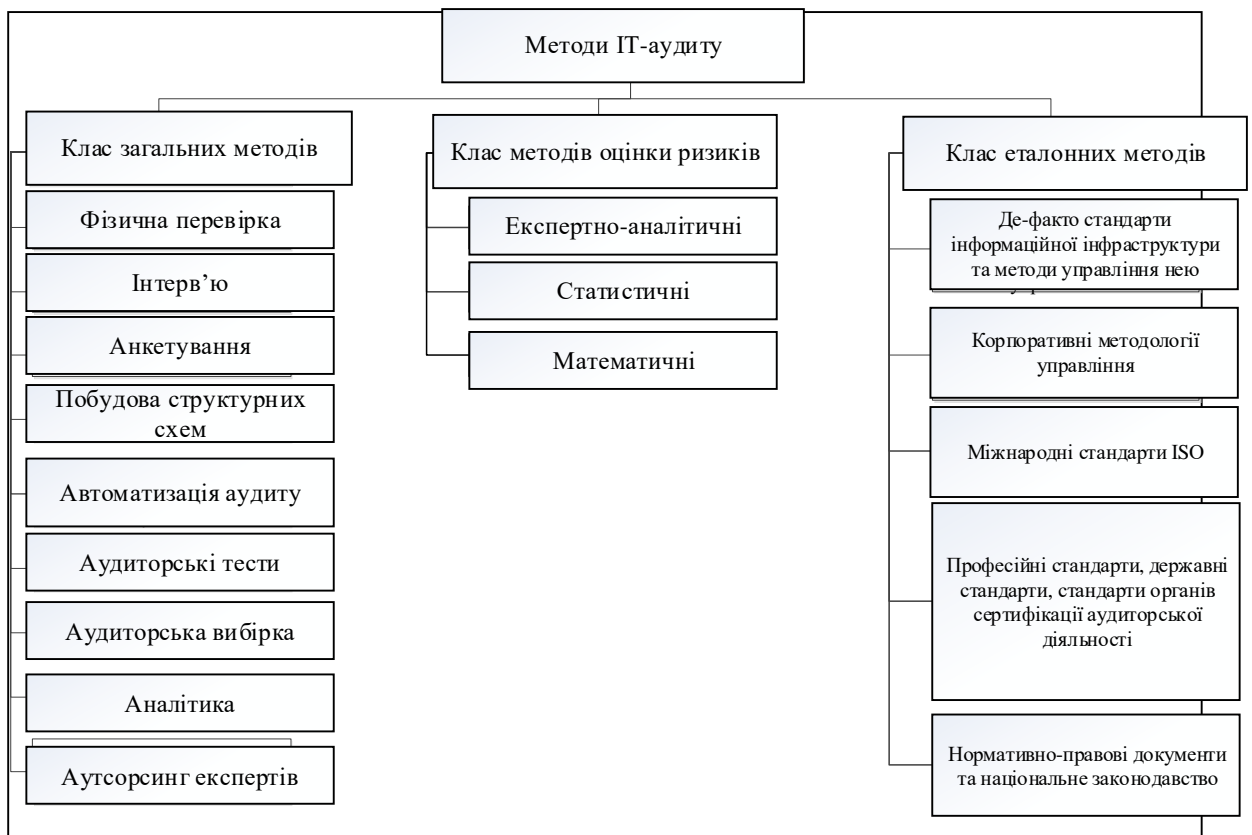 Методи ІТ-аудиту
Клас загальних методів
Фізична перевірка
Інтерв’ю
Анкетування
Побудова структурних
схем
Автоматизація аудиту
Аудиторські тести
Аудиторська вибірка
Аналітика
Аутсорсинг експертів
Клас методів оцінки ризиків
Експертно-аналітичні
Статистичні
Математичні
Клас еталонних методів
Де-факто стандарти
інформаційної інфраструктури
та методи управління нею
Корпоративні методології
управління
Міжнародні стандарти ISO
Професійні стандарти, державні
стандарти, стандарти органів
сертифікації аудиторської
діяльності
Нормативно-правові документи
та національне законодавство